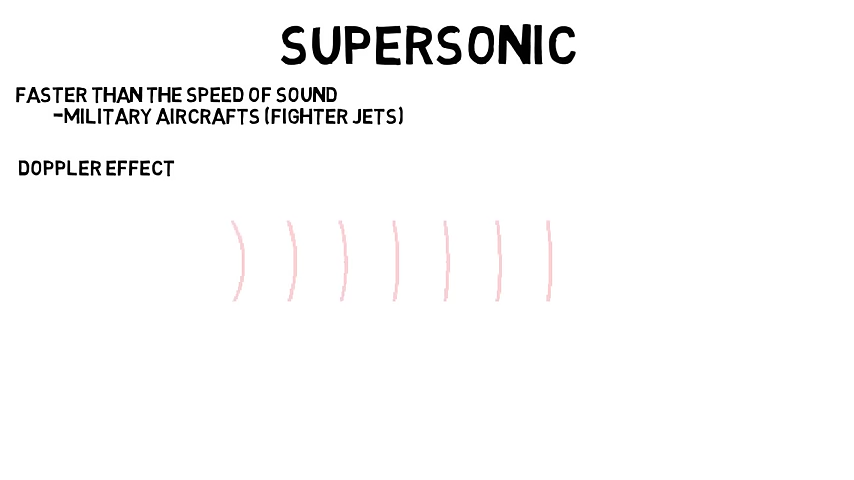 SUPERSONIC
FASTER THAN THE SPEED OF SOUND
-MILITARY AIRCRAFTS (FIGHTER JETS)
DOPPLER EFFECT